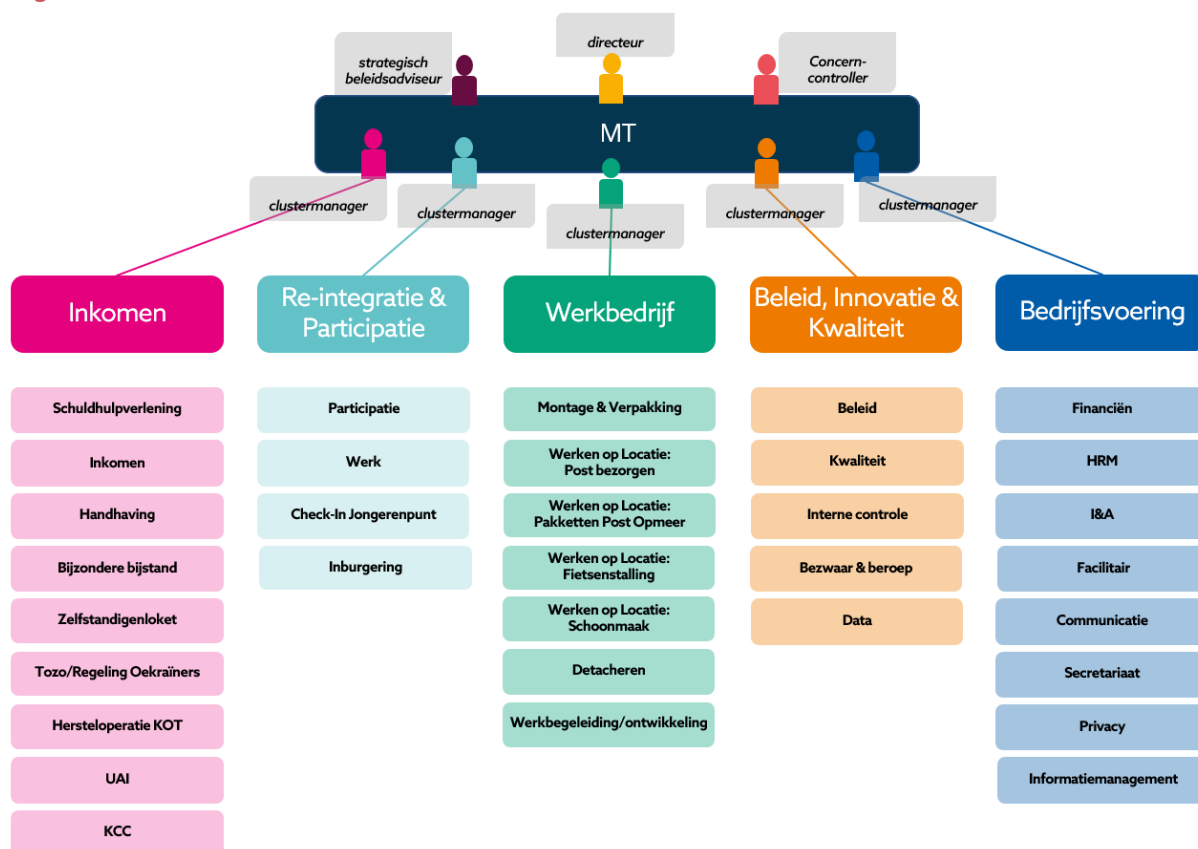 directeur
strategisch
beleidsadviseur
Concern-
controller
MT
clustermanager
clustermanager
clustermanager
clustermanager
clustermanager
Inkomen
Schuldhulpverlening
Inkomen
Handhaving
Bijzondere bijstand
Zelfstandigenloket
Tozo/Regeling Oekraïners
Hersteloperatie KOT
UAI
KCC
Re-integratie &
Participatie
Participatie
Werk
Check-In Jongerenpunt
Inburgering
Werkbedrijf
Montage & Verpakking
Werken op Locatie:
Post bezorgen
Werken op Locatie:
Pakketten Post Opmeer
Werken op Locatie:
Fietsenstalling
Werken op Locatie:
Schoonmaak
Detacheren
Werkbegeleiding/ontwikkeling
Beleid, Innovatie &
Kwaliteit
Beleid
Kwaliteit
Interne controle
Bezwaar & beroep
Data
Bedrijfsvoering
Financiën
HRM
I&A
Facilitair
Communicatie
Secretariaat
Privacy
Informatiemanagement